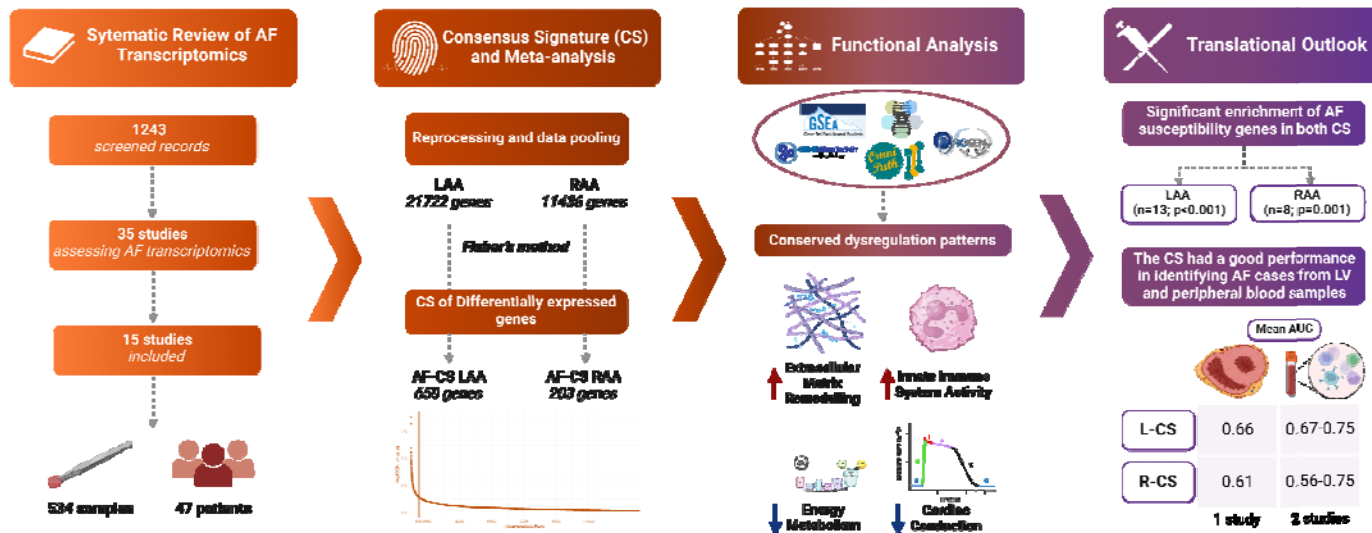 Sytematic Review of AF
Transcriptomics
1243
screened records
35 studies
assessing AF transcriptomics
15 studies
included
534 samples
47 patients
Consensus Signature (CS)
and Meta-analysis
Reprocessing and data pooling
LAA
21722 genes
RAA
11436 genes
Fisher's method
CS of Differentially expressed
genes
AF-CS LAA
659 genes
AF-CS RAA
203 genes
Functional Analysis
GSEA
Omni
Path
Conserved dysregulation patterns
Extracellular
Matrix
Remodelling
Innate Immune
System Activity
Energy
Metabolism
Cardiac
Conduction
Translational Outlook
Significant enrichment of AF
susceptibility genes in both CS
LAA
(n=13; p<0.001)
RAA
(n=8; p=0.001)
The CS had a good performance
in identifying AF cases from LV
and peripheral blood samples
Mean AUC
L-CS 0.66 0.67-0.75
R-CS 0.61 0.56-0.75
1 study 2 studies